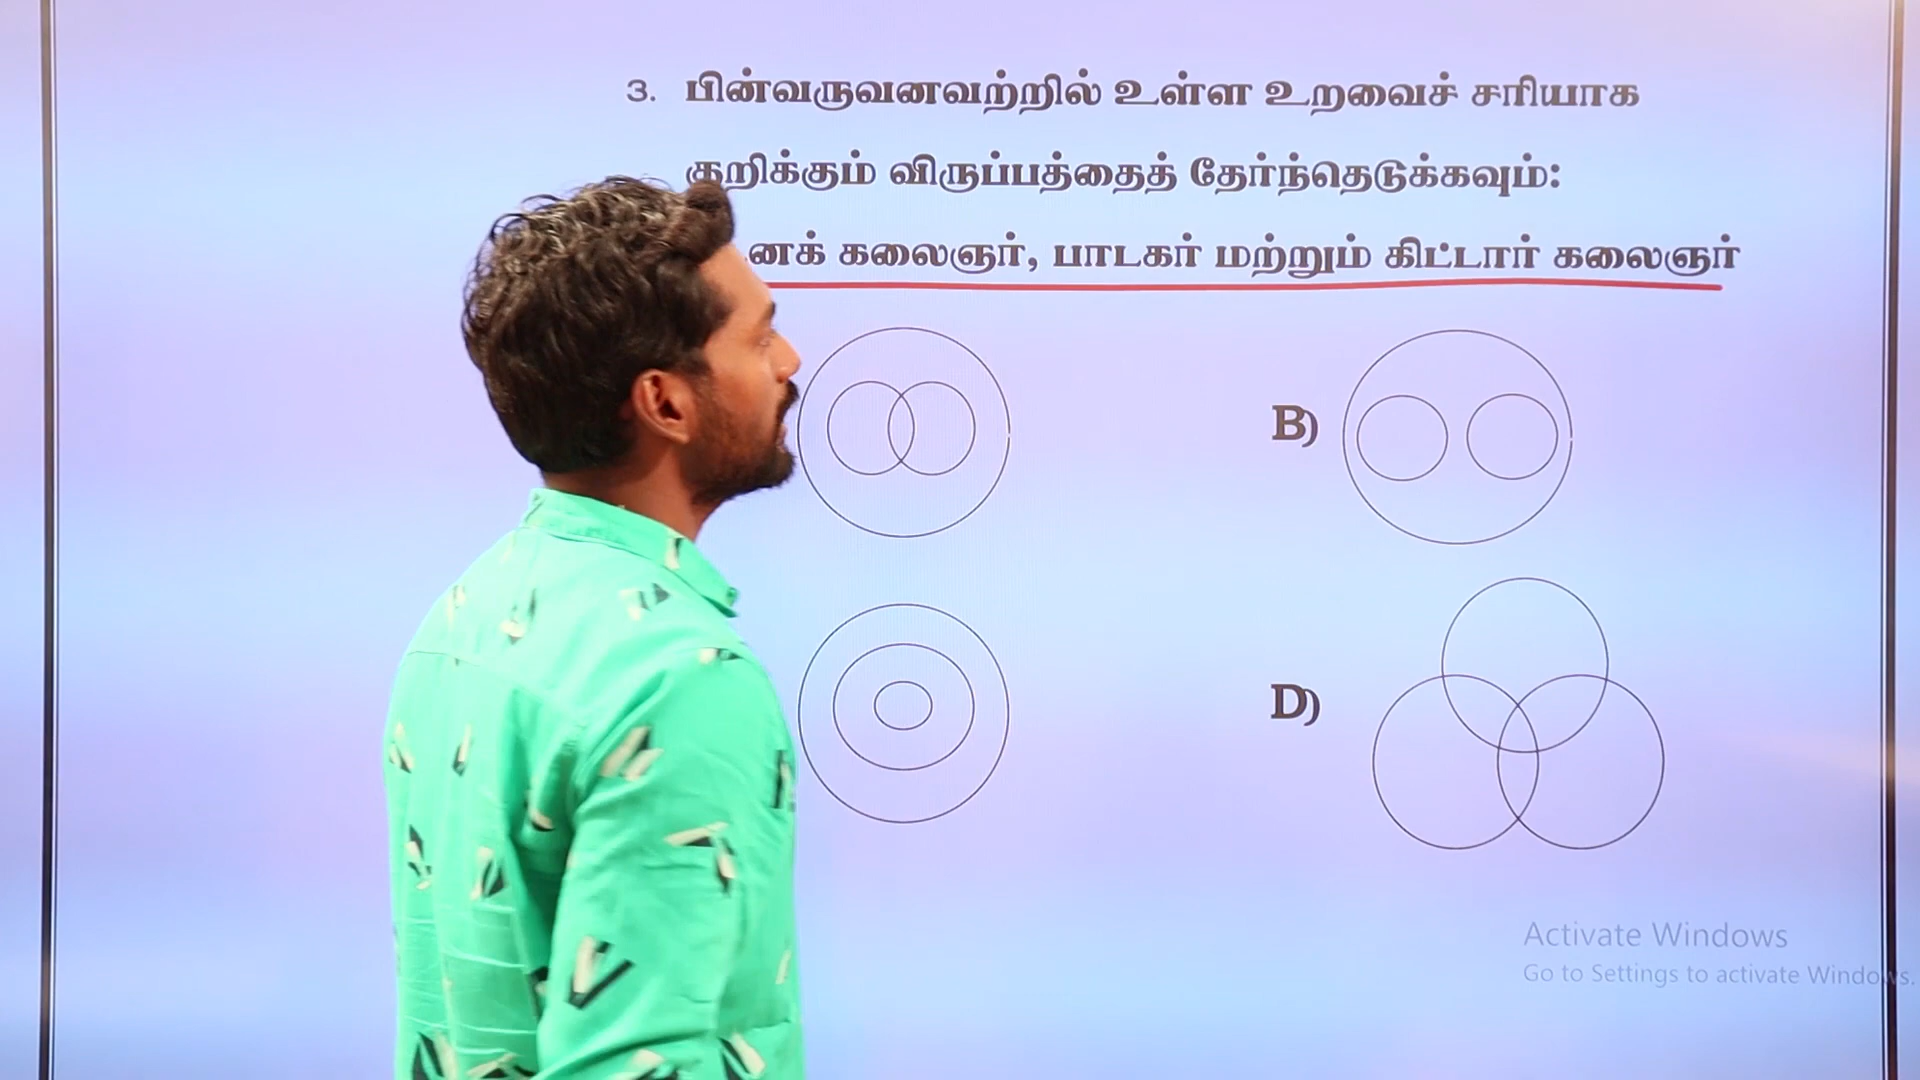 3. பின்வருவனவற்றில் உள்ள உறவைச் சரியாக
குறிக்கும் விருப்பத்தைத் தேர்ந்தெடுக்கவும்:
கலைஞர், பாடகர் மற்றும் கிட்டார் கலைஞர்
B)
D)
Activate Windows
Go to Settings to activate Windows.